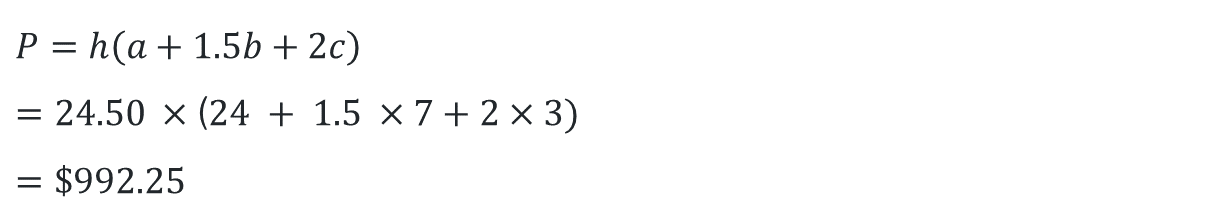 P = h(a + 1.5b + 2c)
= 24.50 × (24 + 1.5 × 7 + 2 × 3)
= $992.25